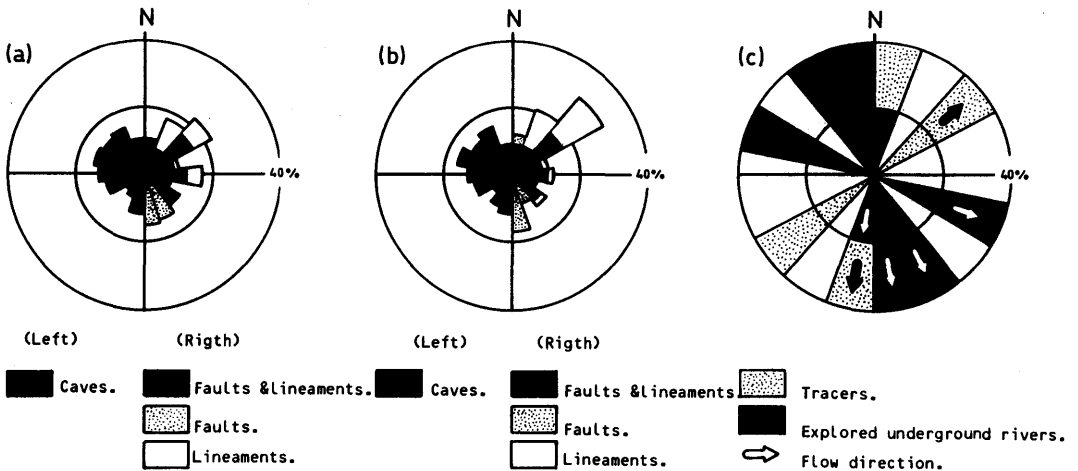 N
(a)
40%
(Left) (Rigth)
Caves.
Faults &lineaments.
Faults.
Lineaments.
N
(b)
40%
(Left) (Rigth)
Caves.
Faults &lineaments
Faults.
Lineaments.
N
(c)
40%
Tracers.
Explored underground rivers.
Flow direction.